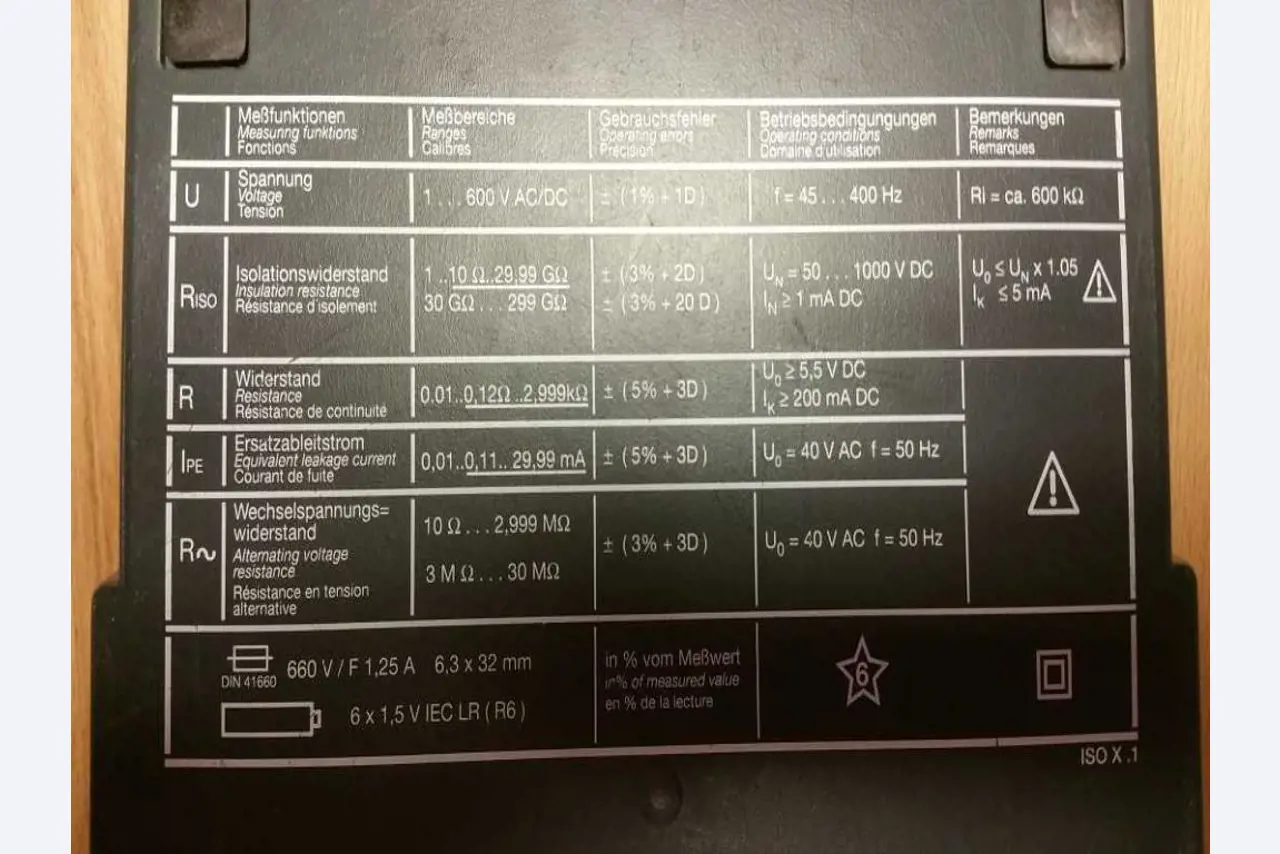 Meßfunktionen
Measuring funktions
Fonctions
Meßbereiche
Ranges
Calibres
Gebrauchsfehler
Operating errors
Précision
Betriebsbedingungungen
Operating conditions
Domaine d'utilisation
Bemerkungen
Remarks
Remarques
U
Spannung
Voltage
Tension
1 . . . 600 V AC/DC
± (1% + 1D)
f = 45 . . . 400 Hz
Ri = ca. 600 kΩ
RISO
Isolationswiderstand
Insulation resistance
Résistance d'isolement
1 ..10 Ω..29,99 GΩ
30 GΩ . . . 299 GΩ
± (3% + 2D)
± (3% + 20 D)
UN = 50 . . . 1000 V DC
IN ≥ 1 mA DC
U0 ≤ UN x 1.05
IK ≤ 5 mA
R
Widerstand
Resistance
Résistance de continuité
0.01..0,12Ω ..2,999kΩ
± (5% + 3D)
U0 ≥ 5,5 V DC
IK ≥ 200 mA DC
IPE
Ersatzableitstrom
Equivalent leakage current
Courant de fuite
0,01..0,11.. 29,99 mA
± (5% + 3D)
U0 = 40 V AC f = 50 Hz
R~
Wechselspannungs=
widerstand
Alternating voltage
resistance
Résistance en tension
alternative
10 Ω . . . 2,999 MΩ
3 M Ω . . . 30 MΩ
± (3% + 3D)
U0 = 40 V AC f = 50 Hz
DIN 41660
660 V / F 1,25 A 6,3 x 32 mm
6 x 1,5 V IEC LR ( R6 )
in % vom Meßwert
in% of measured value
en % de la lecture
6
ISO X .1